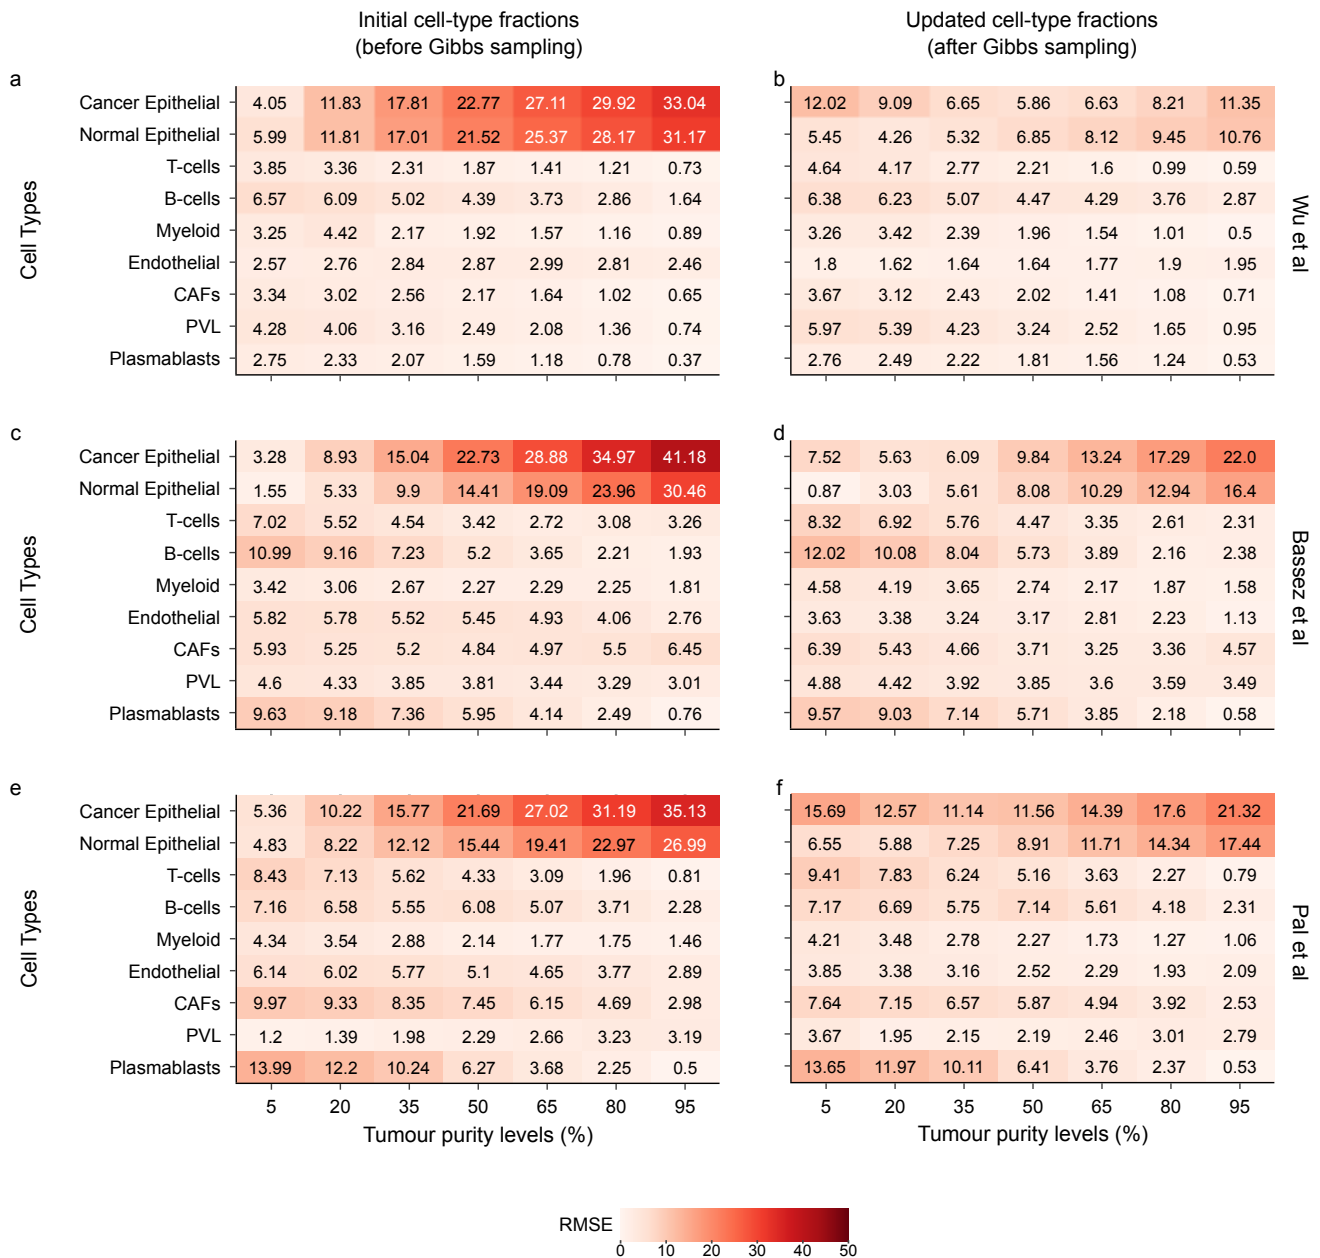 Initial cell-type fractions
(before Gibbs sampling)
Updated cell-type fractions
(after Gibbs sampling)
a
Cell Types
Cancer Epithelial 4.05 11.83 17.81 22.77 27.11 29.92 33.04
Normal Epithelial 5.99 11.81 17.01 21.52 25.37 28.17 31.17
T-cells 3.85 3.36 2.31 1.87 1.41 1.21 0.73
B-cells 6.57 6.09 5.02 4.39 3.73 2.86 1.64
Myeloid 3.25 4.42 2.17 1.92 1.57 1.16 0.89
Endothelial 2.57 2.76 2.84 2.87 2.99 2.81 2.46
CAFs 3.34 3.02 2.56 2.17 1.64 1.02 0.65
PVL 4.28 4.06 3.16 2.49 2.08 1.36 0.74
Plasmablasts 2.75 2.33 2.07 1.59 1.18 0.78 0.37
b
12.02 9.09 6.65 5.86 6.63 8.21 11.35
5.45 4.26 5.32 6.85 8.12 9.45 10.76
4.64 4.17 2.77 2.21 1.6 0.99 0.59
6.38 6.23 5.07 4.47 4.29 3.76 2.87
3.26 3.42 2.39 1.96 1.54 1.01 0.5
1.8 1.62 1.64 1.64 1.77 1.9 1.95
3.67 3.12 2.43 2.02 1.41 1.08 0.71
5.97 5.39 4.23 3.24 2.52 1.65 0.95
2.76 2.49 2.22 1.81 1.56 1.24 0.53
Wu et al
c
Cell Types
Cancer Epithelial 3.28 8.93 15.04 22.73 28.88 34.97 41.18
Normal Epithelial 1.55 5.33 9.9 14.41 19.09 23.96 30.46
T-cells 7.02 5.52 4.54 3.42 2.72 3.08 3.26
B-cells 10.99 9.16 7.23 5.2 3.65 2.21 1.93
Myeloid 3.42 3.06 2.67 2.27 2.29 2.25 1.81
Endothelial 5.82 5.78 5.52 5.45 4.93 4.06 2.76
CAFs 5.93 5.25 5.2 4.84 4.97 5.5 6.45
PVL 4.6 4.33 3.85 3.81 3.44 3.29 3.01
Plasmablasts 9.63 9.18 7.36 5.95 4.14 2.49 0.76
d
7.52 5.63 6.09 9.84 13.24 17.29 22.0
0.87 3.03 5.61 8.08 10.29 12.94 16.4
8.32 6.92 5.76 4.47 3.35 2.61 2.31
12.02 10.08 8.04 5.73 3.89 2.16 2.38
4.58 4.19 3.65 2.74 2.17 1.87 1.58
3.63 3.38 3.24 3.17 2.81 2.23 1.13
6.39 5.43 4.66 3.71 3.25 3.36 4.57
4.88 4.42 3.92 3.85 3.6 3.59 3.49
9.57 9.03 7.14 5.71 3.85 2.18 0.58
Bassez et al
e
Cell Types
Cancer Epithelial 5.36 10.22 15.77 21.69 27.02 31.19 35.13
Normal Epithelial 4.83 8.22 12.12 15.44 19.41 22.97 26.99
T-cells 8.43 7.13 5.62 4.33 3.09 1.96 0.81
B-cells 7.16 6.58 5.55 6.08 5.07 3.71 2.28
Myeloid 4.34 3.54 2.88 2.14 1.77 1.75 1.46
Endothelial 6.14 6.02 5.77 5.1 4.65 3.77 2.89
CAFs 9.97 9.33 8.35 7.45 6.15 4.69 2.98
PVL 1.2 1.39 1.98 2.29 2.66 3.23 3.19
Plasmablasts 13.99 12.2 10.24 6.27 3.68 2.25 0.5
5 20 35 50 65 80 95
Tumour purity levels (%)
f
15.69 12.57 11.14 11.56 14.39 17.6 21.32
6.55 5.88 7.25 8.91 11.71 14.34 17.44
9.41 7.83 6.24 5.16 3.63 2.27 0.79
7.17 6.69 5.75 7.14 5.61 4.18 2.31
4.21 3.48 2.78 2.27 1.73 1.27 1.06
3.85 3.38 3.16 2.52 2.29 1.93 2.09
7.64 7.15 6.57 5.87 4.94 3.92 2.53
3.67 1.95 2.15 2.19 2.46 3.01 2.79
13.65 11.97 10.11 6.41 3.76 2.37 0.53
5 20 35 50 65 80 95
Tumour purity levels (%)
Pal et al
RMSE
0 10 20 30 40 50